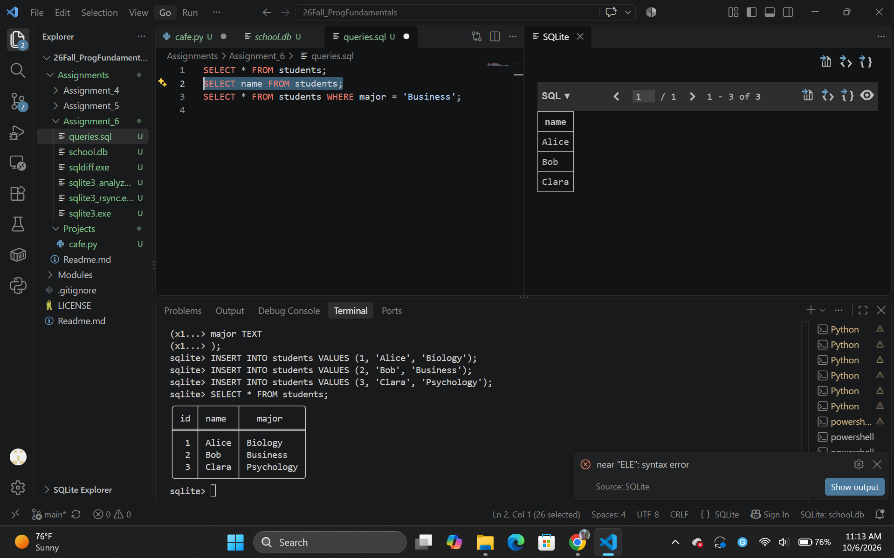 File Edit Selection View Go Run ··· 26Fall_ProgFundamentals
Explorer ···
26Fall_ProgFundament...
Assignments
Assignment_4
Assignment_5
Assignment_6
queries.sql U
school.db U
sqldiff.exe U
sqlite3_analyz... U
sqlite3_rsync.e... U
sqlite3.exe U
Projects
cafe.py U
Readme.md
Modules
.gitignore
LICENSE
Readme.md
SQLite Explorer
2
cafe.py U school.db U queries.sql U ···
Assignments > Assignment_6 > queries.sql
1 SELECT * FROM students;
2 SELECT name FROM students;
3 SELECT * FROM students WHERE major = 'Business';
4
SQLite ···
SQL ▼ 1 / 1 1 - 3 of 3
name
Alice
Bob
Clara
Problems Output Debug Console Terminal Ports ···
(x1...> major TEXT
(x1...> );
sqlite> INSERT INTO students VALUES (1, 'Alice', 'Biology');
sqlite> INSERT INTO students VALUES (2, 'Bob', 'Business');
sqlite> INSERT INTO students VALUES (3, 'Clara', 'Psychology');
sqlite> SELECT * FROM students;
id name major
1 Alice Biology
2 Bob Business
3 Clara Psychology
sqlite>
Python
Python
Python
Python
Python
Python
powersh...
powershell
near "ELE": syntax error
Source: SQLite
Show output
main* 0 0 Ln 2, Col 1 (26 selected) Spaces: 4 UTF 8 CRLF { } SQLite Sign In SQLite: school.db
76°F
Sunny
Search
76%
11:13 AM
10/6/2026